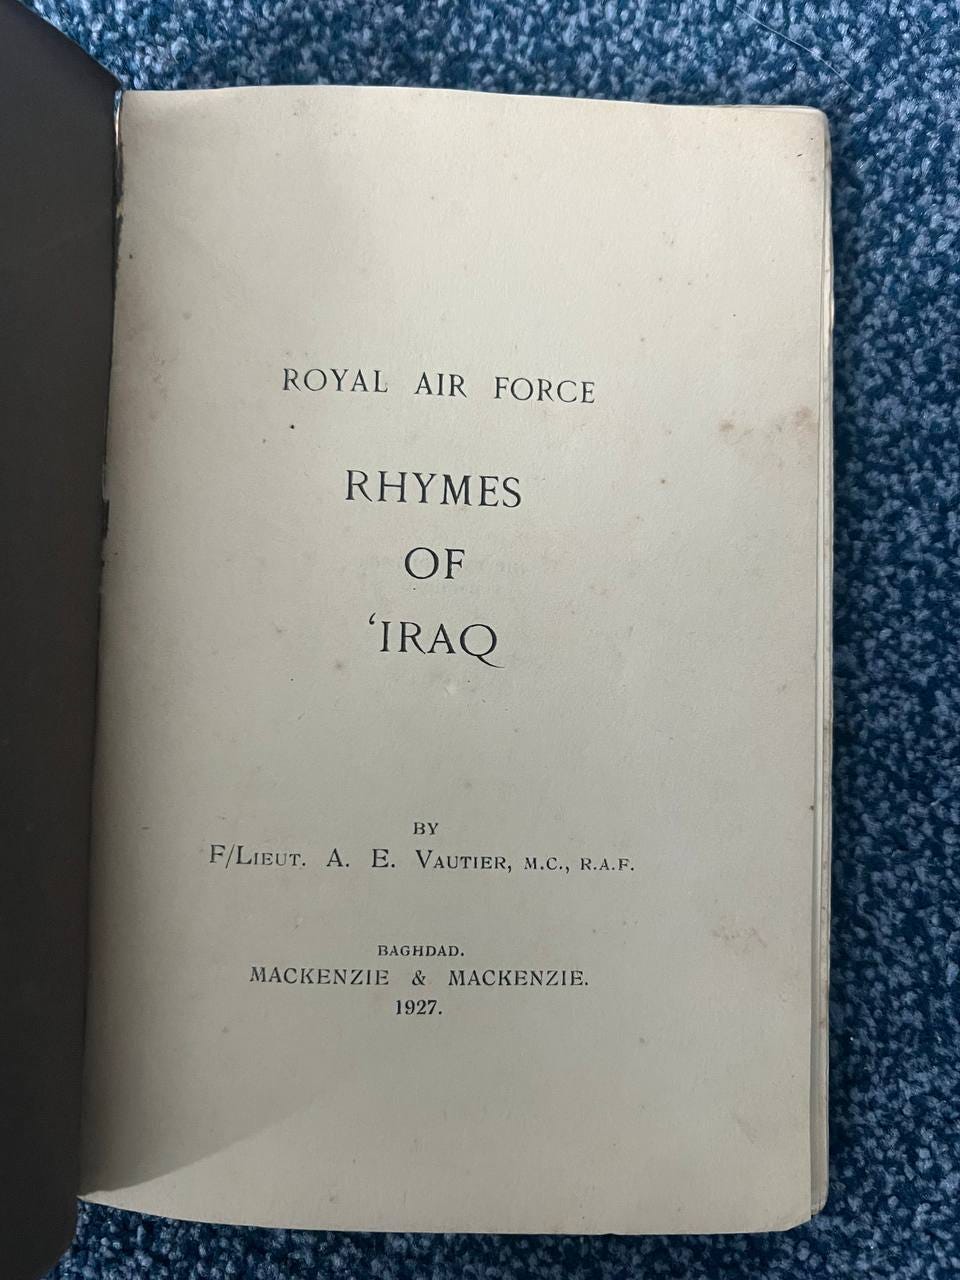 ROYAL AIR FORCE
RHYMES
OF
‘IRAQ
BY
F/LIEUT. A. E. VAUTIER, M.C., R.A.F.
BAGHDAD.
MACKENZIE & MACKENZIE.
1927.